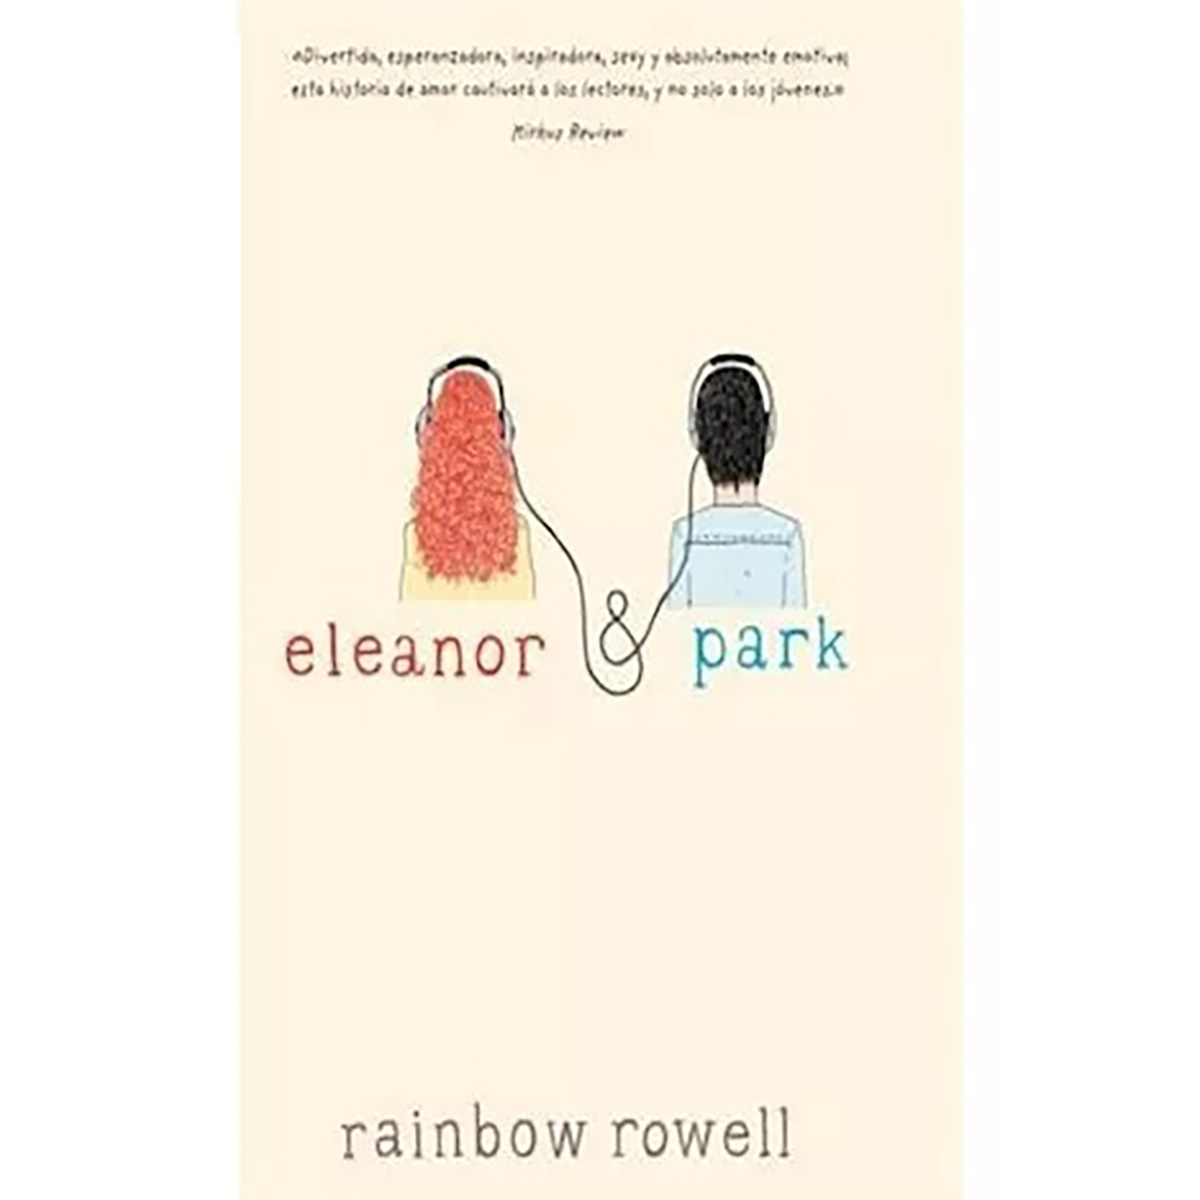 «Divertida, esperanzadora, inspiradora, sexy y absolutamente emotiva;
esta historia de amor cautivará a los lectores, y no solo a los jóvenes.»
Kirkus Review
eleanor & park
rainbow rowell